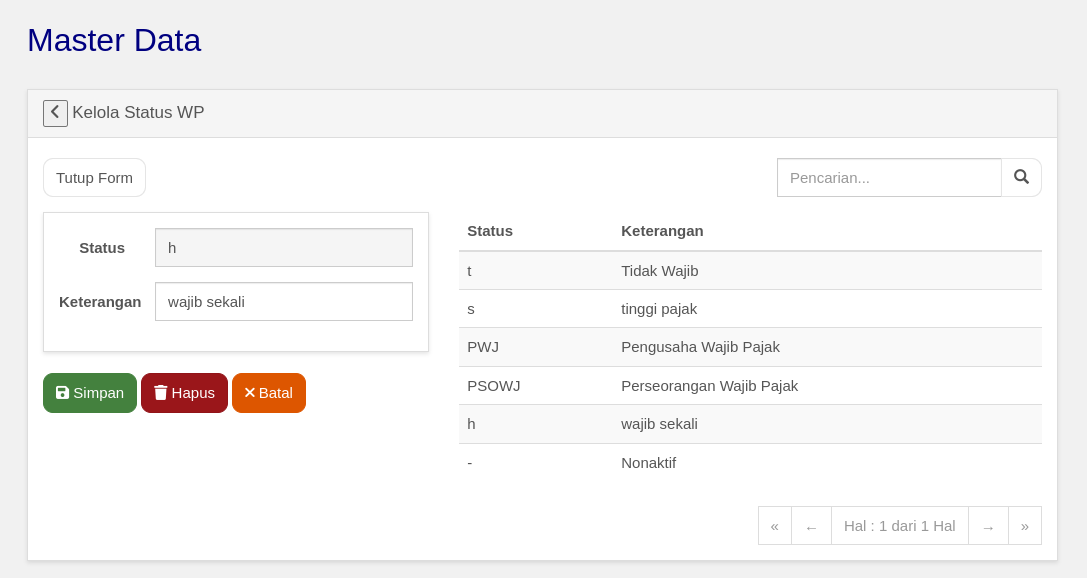 Master Data
Kelola Status WP
Tutup Form
Pencarian...
Status h
Keterangan wajib sekali
Simpan Hapus Batal
Status Keterangan
t Tidak Wajib
s tinggi pajak
PWJ Pengusaha Wajib Pajak
PSOWJ Perseorangan Wajib Pajak
h wajib sekali
- Nonaktif
« ← Hal : 1 dari 1 Hal → »